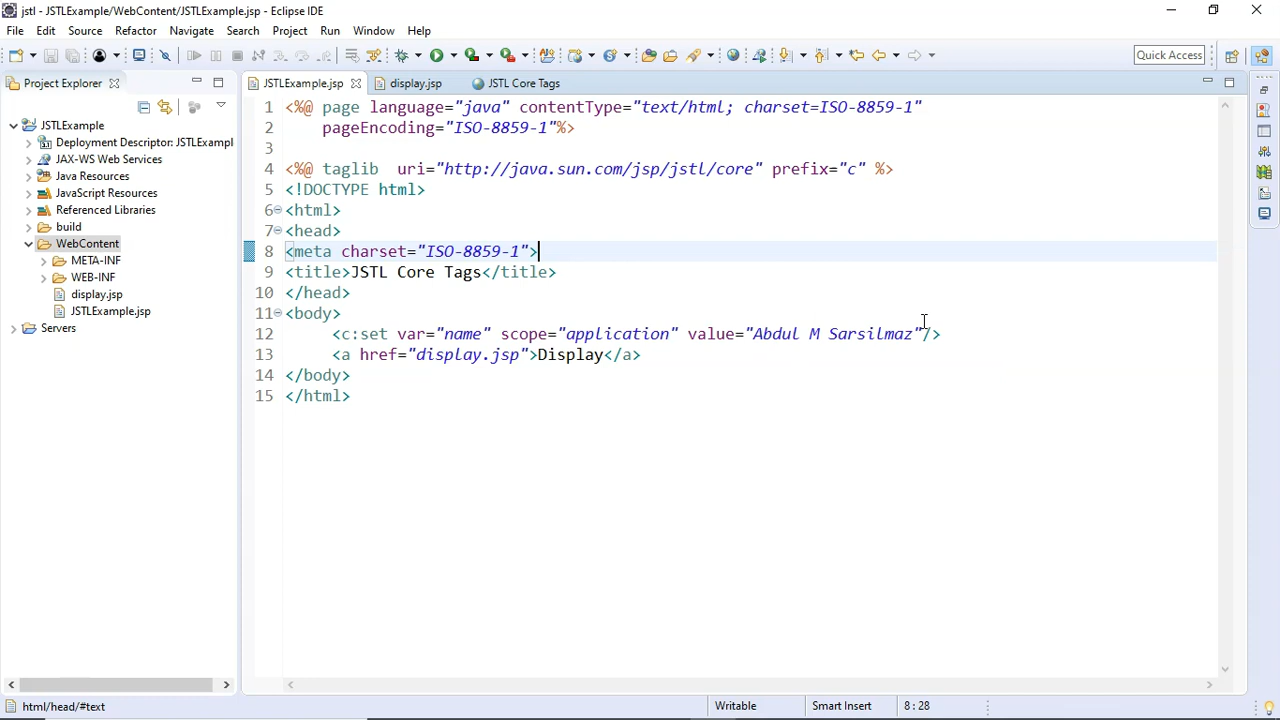 jstl - JSTLExample/WebContent/JSTLExample.jsp - Eclipse IDE
File Edit Source Refactor Navigate Search Project Run Window Help
Quick Access
Project Explorer
JSTLExample
Deployment Descriptor: JSTLExampl
JAX-WS Web Services
Java Resources
JavaScript Resources
Referenced Libraries
build
WebContent
META-INF
WEB-INF
display.jsp
JSTLExample.jsp
Servers
JSTLExample.jsp display.jsp JSTL Core Tags
1 <%@ page language="java" contentType="text/html; charset=ISO-8859-1"
2 pageEncoding="ISO-8859-1"%>
3
4 <%@ taglib uri="http://java.sun.com/jsp/jstl/core" prefix="c" %>
5 <!DOCTYPE html>
6 <html>
7 <head>
8 <meta charset="ISO-8859-1">
9 <title>JSTL Core Tags</title>
10 </head>
11 <body>
12 <c:set var="name" scope="application" value="Abdul M Sarsilmaz"/>
13 <a href="display.jsp">Display</a>
14 </body>
15 </html>
html/head/#text Writable Smart Insert 8 : 28